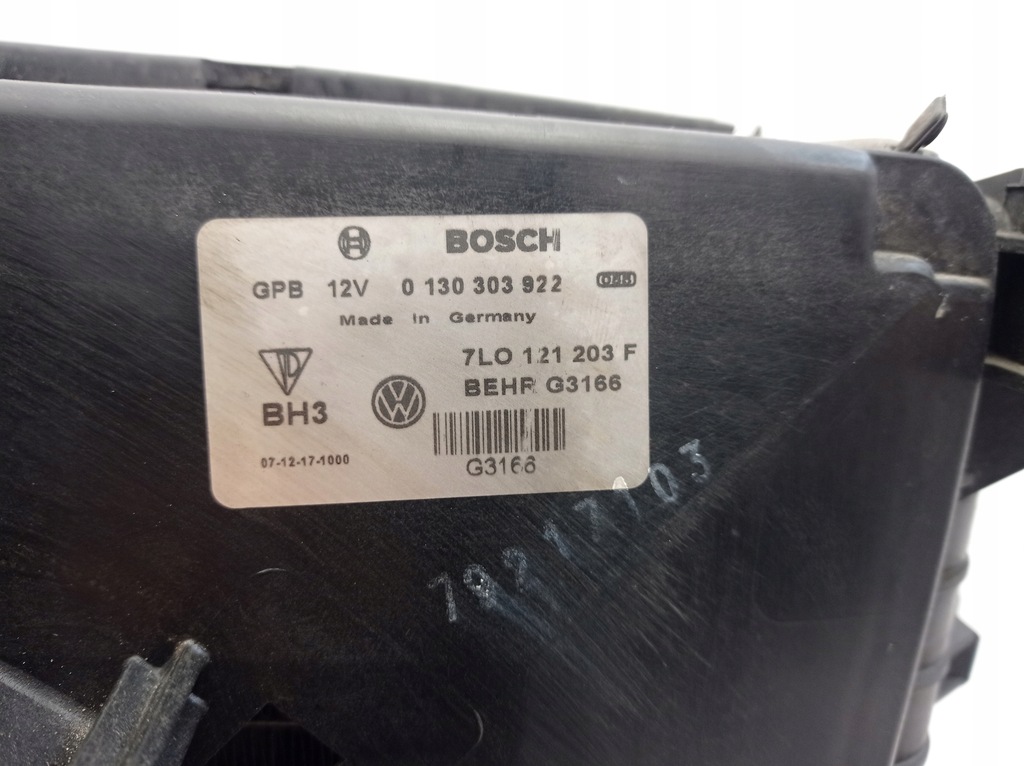 BOSCH
GPB 12V 0 130 303 922
Made in Germany
7L0 121 203 F
BEHR G3166
BH3
07-12-17-1000
G3166